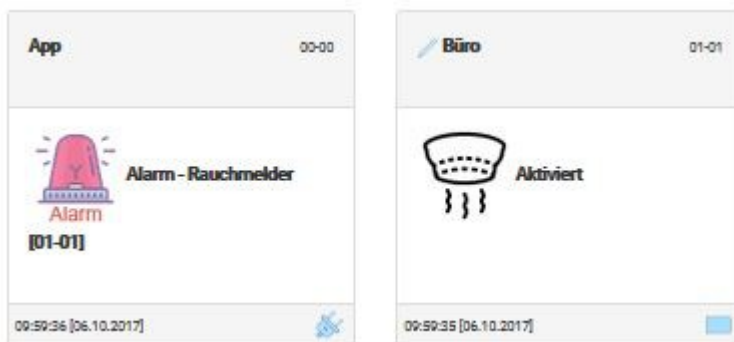 App 00-00
Alarm - Rauchmelder
Alarm
[01-01]
09:59:36 [06.10.2017]
Büro 01-01
Aktiviert
09:59:35 [06.10.2017]